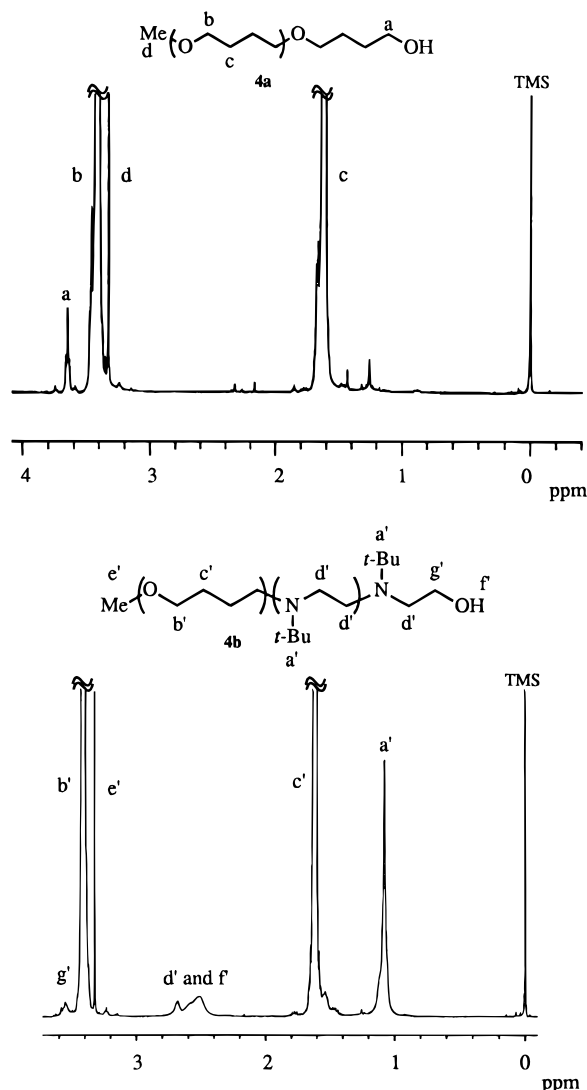 b
a
Me
O
O
OH
d
c
4a
TMS
b
d
c
a
4
3
2
1
0
ppm
a'
t-Bu
g'
e'
c'
d'
f'
O
N
OH
Me
N
b'
d'
d'
4b
t-Bu
a'
TMS
a'
b'
e'
c'
g'
d' and f'
3
2
1
0
ppm